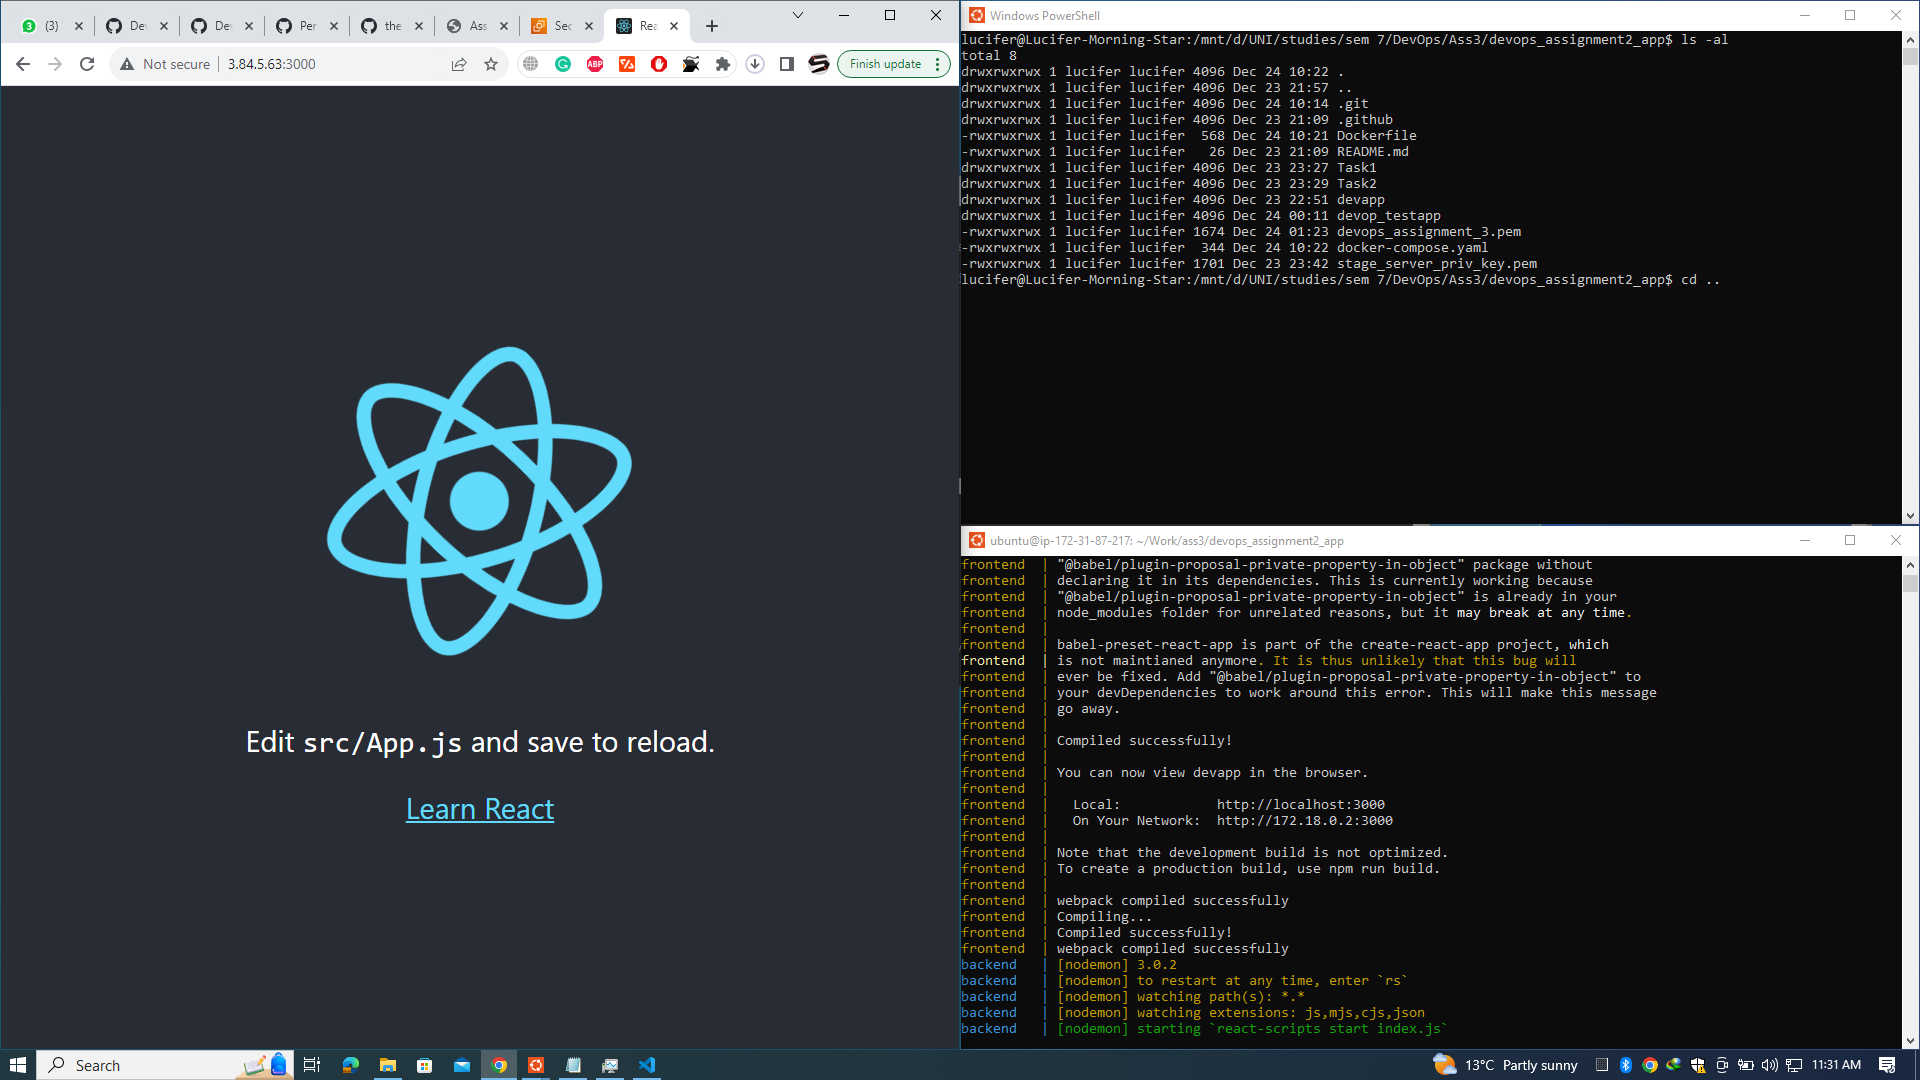 (3)
Dev
Dev
Per
the
Ass
Sec
Rea
Not secure
3.84.5.63:3000
ABP
Finish update
Edit src/App.js and save to reload.
Learn React
Windows PowerShell
lucifer@Lucifer-Morning-Star:/mnt/d/UNI/studies/sem 7/DevOps/Ass3/devops_assignment2_app$ ls -al
total 8
drwxrwxrwx 1 lucifer lucifer 4096 Dec 24 10:22 .
drwxrwxrwx 1 lucifer lucifer 4096 Dec 23 21:57 ..
drwxrwxrwx 1 lucifer lucifer 4096 Dec 24 10:14 .git
drwxrwxrwx 1 lucifer lucifer 4096 Dec 23 21:09 .github
-rwxrwxrwx 1 lucifer lucifer  568 Dec 24 10:21 Dockerfile
-rwxrwxrwx 1 lucifer lucifer   26 Dec 23 21:09 README.md
drwxrwxrwx 1 lucifer lucifer 4096 Dec 23 23:27 Task1
drwxrwxrwx 1 lucifer lucifer 4096 Dec 23 23:29 Task2
drwxrwxrwx 1 lucifer lucifer 4096 Dec 23 22:51 devapp
drwxrwxrwx 1 lucifer lucifer 4096 Dec 24 00:11 devop_testapp
-rwxrwxrwx 1 lucifer lucifer 1674 Dec 24 01:23 devops_assignment_3.pem
-rwxrwxrwx 1 lucifer lucifer  344 Dec 24 10:22 docker-compose.yaml
-rwxrwxrwx 1 lucifer lucifer 1701 Dec 23 23:42 stage_server_priv_key.pem
lucifer@Lucifer-Morning-Star:/mnt/d/UNI/studies/sem 7/DevOps/Ass3/devops_assignment2_app$ cd ..
ubuntu@ip-172-31-87-217: ~/Work/ass3/devops_assignment2_app
frontend | "@babel/plugin-proposal-private-property-in-object" package without
frontend | declaring it in its dependencies. This is currently working because
frontend | "@babel/plugin-proposal-private-property-in-object" is already in your
frontend | node_modules folder for unrelated reasons, but it may break at any time.
frontend |
frontend | babel-preset-react-app is part of the create-react-app project, which
frontend | is not maintianed anymore. It is thus unlikely that this bug will
frontend | ever be fixed. Add "@babel/plugin-proposal-private-property-in-object" to
frontend | your devDependencies to work around this error. This will make this message
frontend | go away.
frontend |
frontend | Compiled successfully!
frontend |
frontend | You can now view devapp in the browser.
frontend |
frontend | Local: http://localhost:3000
frontend | On Your Network: http://172.18.0.2:3000
frontend |
frontend | Note that the development build is not optimized.
frontend | To create a production build, use npm run build.
frontend |
frontend | webpack compiled successfully
frontend | Compiling...
frontend | Compiled successfully!
frontend | webpack compiled successfully
backend | [nodemon] 3.0.2
backend | [nodemon] to restart at any time, enter `rs`
backend | [nodemon] watching path(s): *.*
backend | [nodemon] watching extensions: js,mjs,cjs,json
backend | [nodemon] starting `react-scripts start index.js`
Search
13°C Partly sunny
11:31 AM